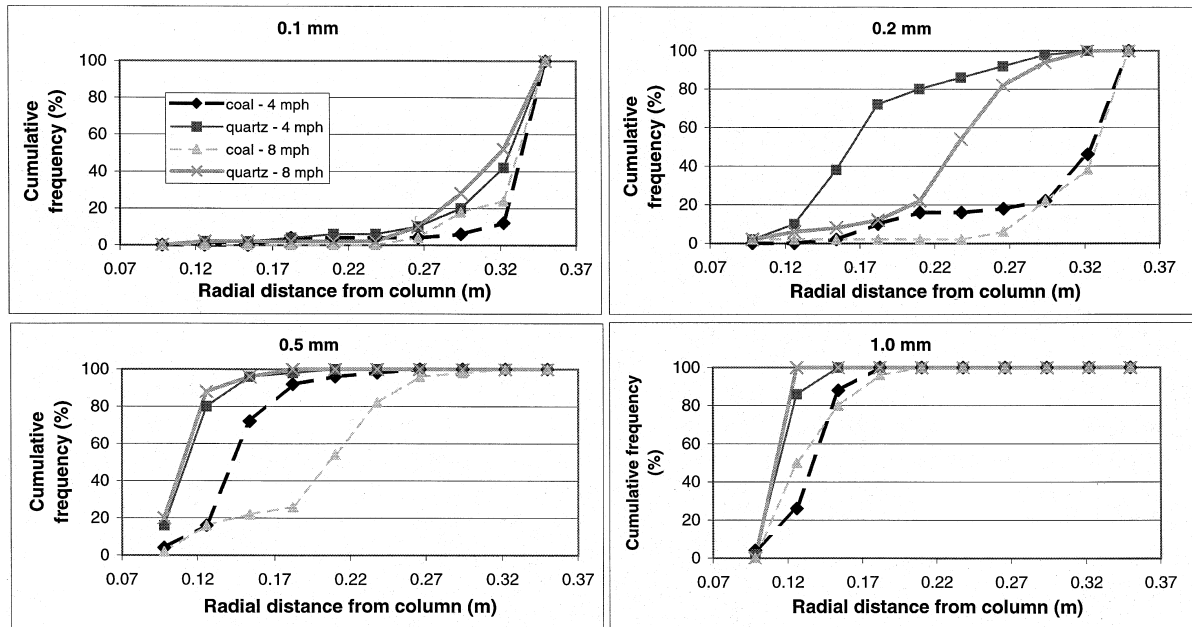 0.1 mm
100
80
60
40
20
0
Cumulative
frequency (%)
coal - 4 mph
quartz - 4 mph
coal - 8 mph
quartz - 8 mph
0.07 0.12 0.17 0.22 0.27 0.32 0.37
Radial distance from column (m)
0.2 mm
100
80
60
40
20
0
Cumulative
frequency (%)
0.07 0.12 0.17 0.22 0.27 0.32 0.37
Radial distance from column (m)
0.5 mm
100
80
60
40
20
0
Cumulative
frequency (%)
0.07 0.12 0.17 0.22 0.27 0.32 0.37
Radial distance from column (m)
1.0 mm
100
80
60
40
20
0
Cumulative frequency
(%)
0.07 0.12 0.17 0.22 0.27 0.32 0.37
Radial distance from column (m)